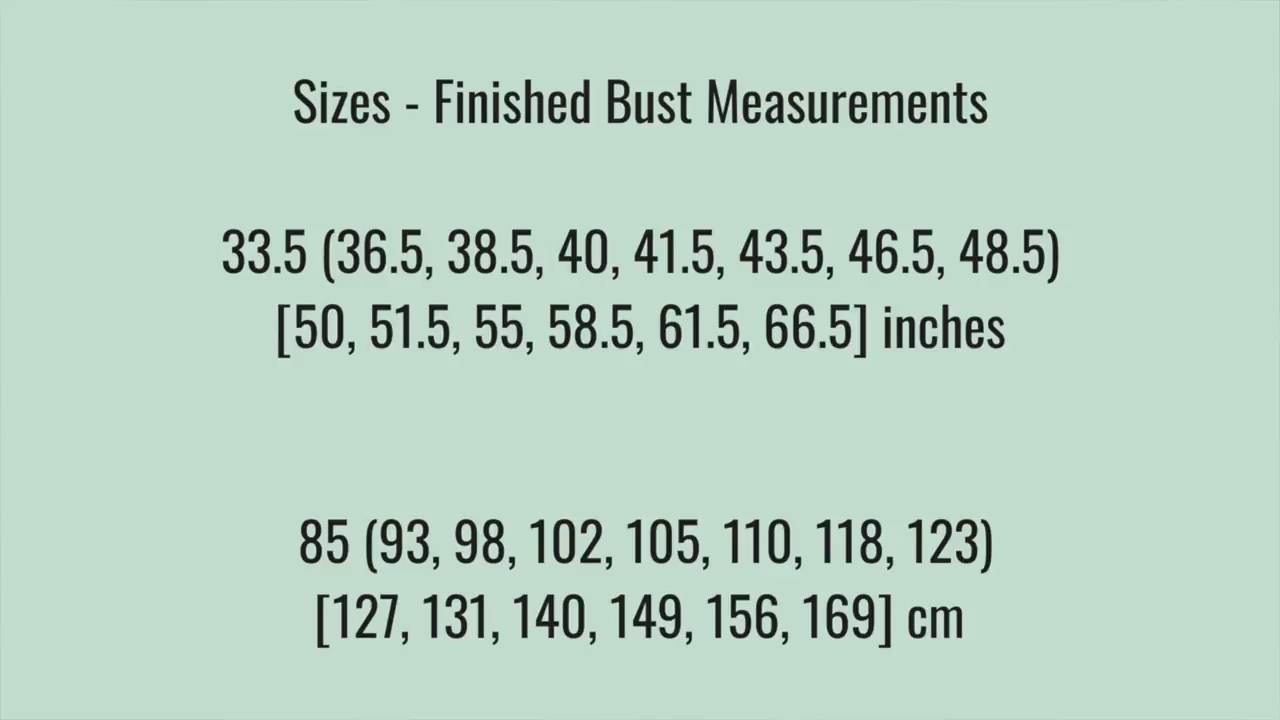 Sizes - Finished Bust Measurements
33.5 (36.5, 38.5, 40, 41.5, 43.5, 46.5, 48.5)
[50, 51.5, 55, 58.5, 61.5, 66.5] inches
85 (93, 98, 102, 105, 110, 118, 123)
[127, 131, 140, 149, 156, 169] cm